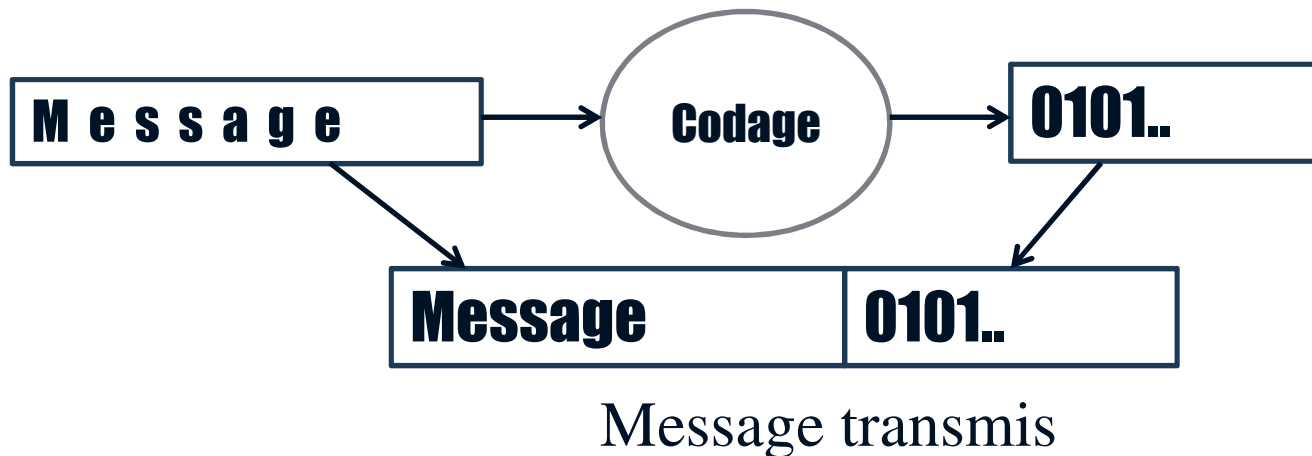 M e s s a g e
Codage
0101..
Message
0101..
Message transmis